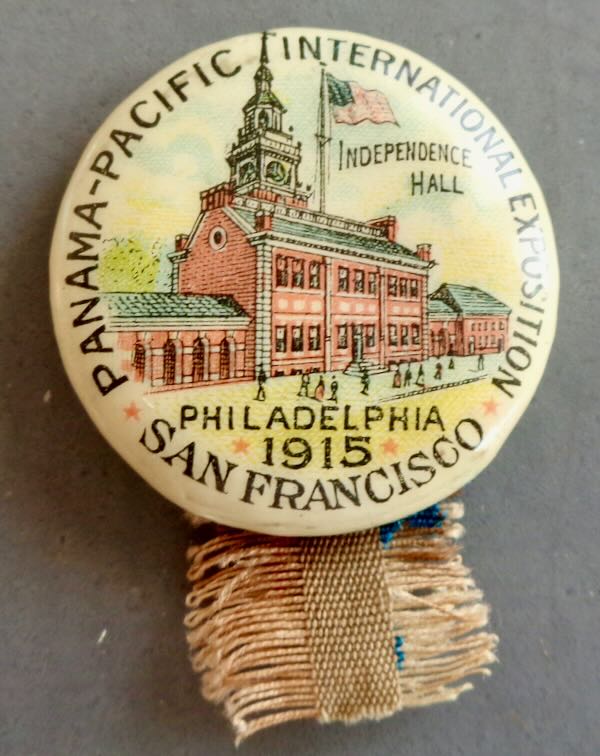 PANAMA-PACIFIC INTERNATIONAL EXPOSITION
INDEPENDENCE
HALL
PHILADELPHIA
1915
SAN FRANCISCO